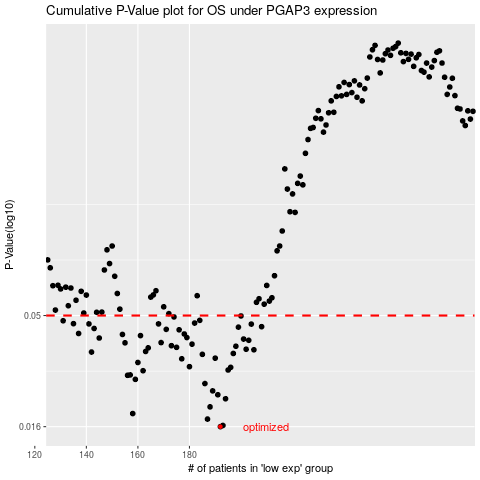 Cumulative P-Value plot for OS under PGAP3 expression
P-Value(log10)
0.05
0.016
optimized
120 140 160 180
# of patients in 'low exp' group